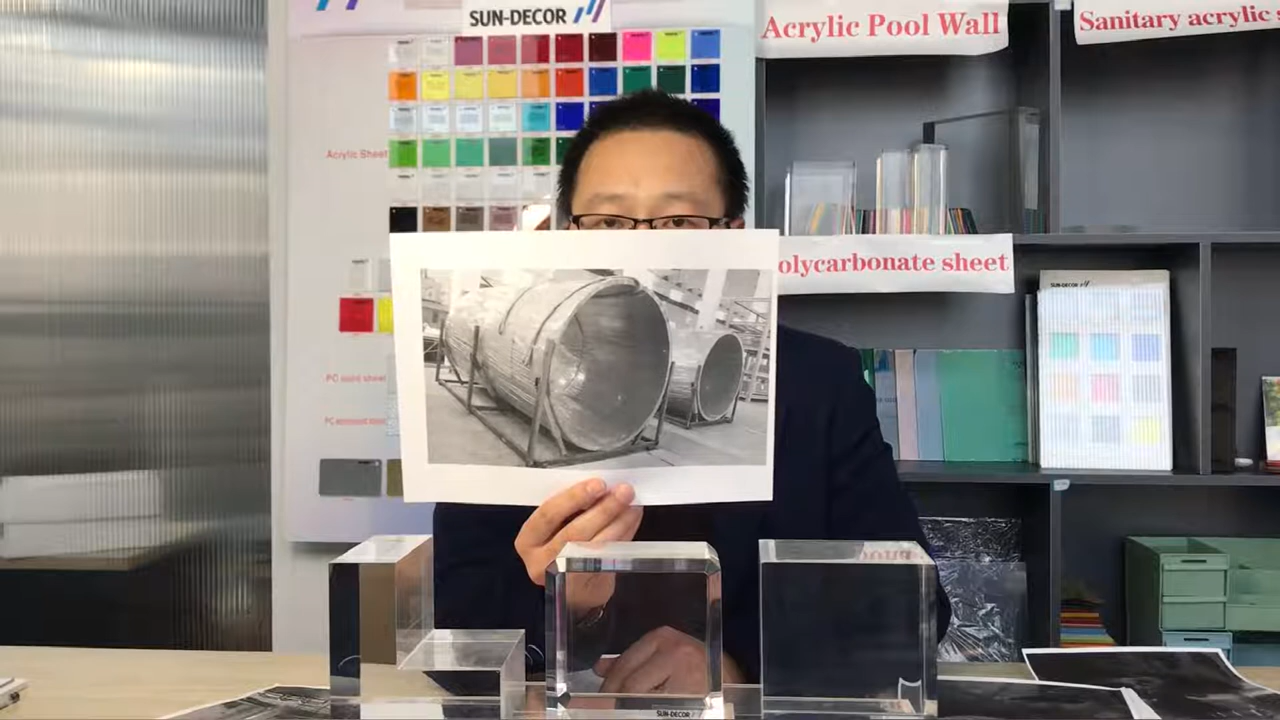 SUN-DECOR
Acrylic Pool Wall
Sanitary acrylic
Acrylic Sheet
olycarbonate sheet
SUN-DECOR
PC solid sheet
SUN-DECOR